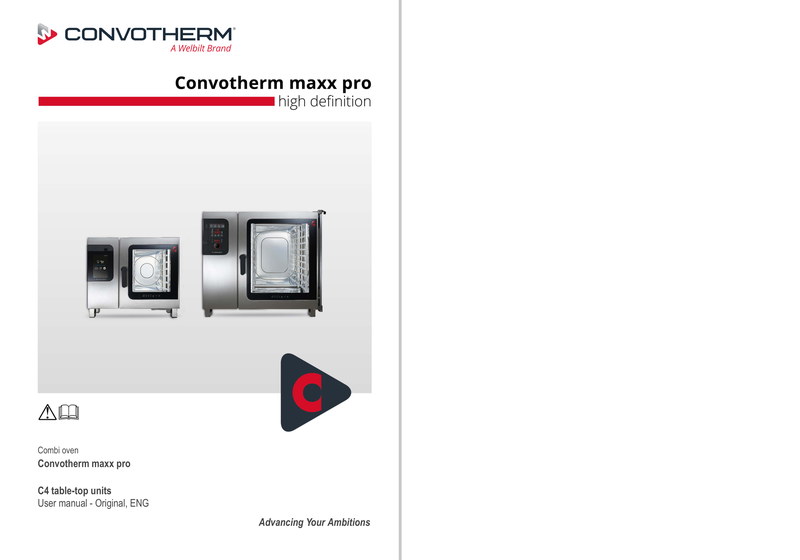 CONVOTHERM®
A Welbilt Brand
Convotherm maxx pro
high definition
Combi oven
Convotherm maxx pro
C4 table-top units
User manual - Original, ENG
Advancing Your Ambitions